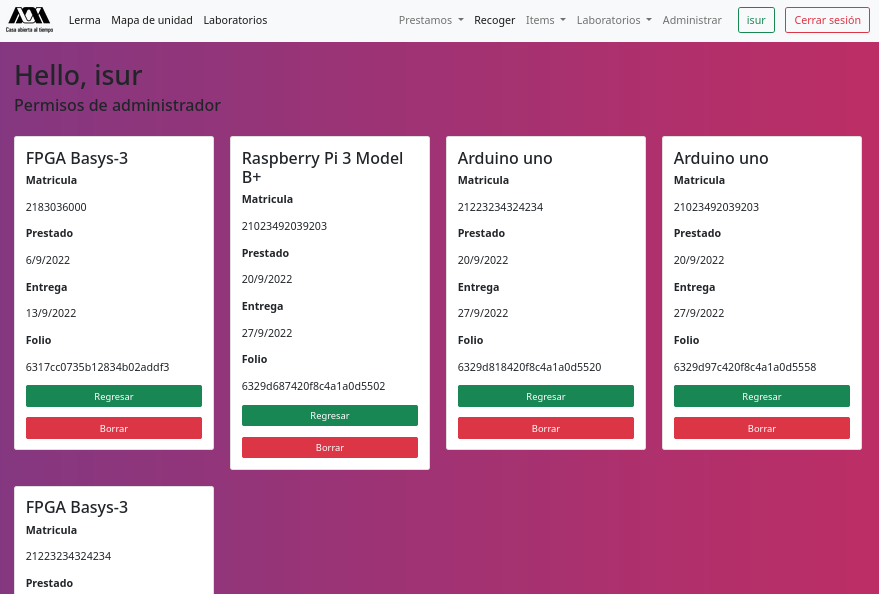 Casa abierta al tiempo
Lerma Mapa de unidad Laboratorios Prestamos Recoger Items Laboratorios Administrar isur Cerrar sesión
Hello, isur
Permisos de administrador
FPGA Basys-3
Matricula
2183036000
Prestado
6/9/2022
Entrega
13/9/2022
Folio
6317cc0735b12834b02addf3
Regresar
Borrar
Raspberry Pi 3 Model
B+
Matricula
21023492039203
Prestado
20/9/2022
Entrega
27/9/2022
Folio
6329d687420f8c4a1a0d5502
Regresar
Borrar
Arduino uno
Matricula
21223234324234
Prestado
20/9/2022
Entrega
27/9/2022
Folio
6329d818420f8c4a1a0d5520
Regresar
Borrar
Arduino uno
Matricula
21023492039203
Prestado
20/9/2022
Entrega
27/9/2022
Folio
6329d97c420f8c4a1a0d5558
Regresar
Borrar
FPGA Basys-3
Matricula
21223234324234
Prestado